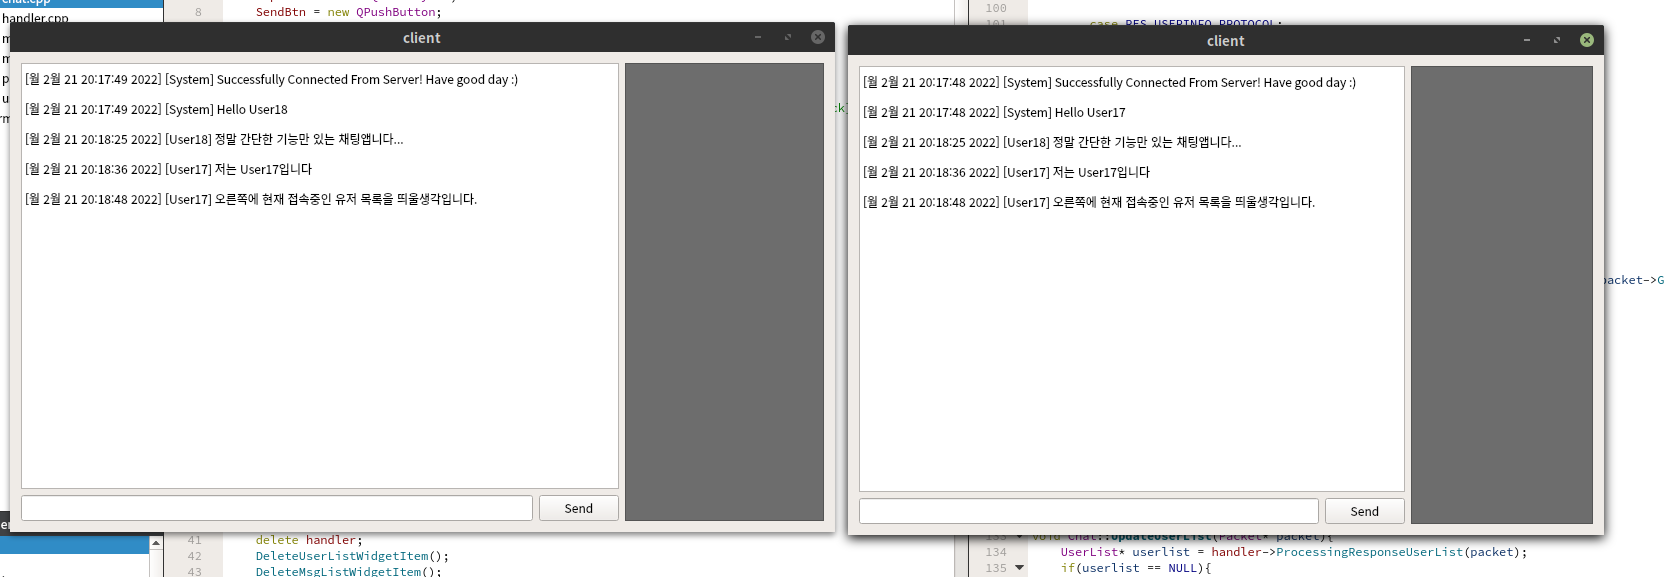 chat.cpp
handler.cpp
8 SendBtn = new QPushButton;
100
101 case RES_USERINFO_PROTOCOL:
client
[월 2월 21 20:17:49 2022] [System] Successfully Connected From Server! Have good day :)
[월 2월 21 20:17:49 2022] [System] Hello User18
[월 2월 21 20:18:25 2022] [User18] 정말 간단한 기능만 있는 채팅앱니다...
[월 2월 21 20:18:36 2022] [User17] 저는 User17입니다
[월 2월 21 20:18:48 2022] [User17] 오른쪽에 현재 접속중인 유저 목록을 띄울생각입니다.
Send
client
[월 2월 21 20:17:48 2022] [System] Successfully Connected From Server! Have good day :)
[월 2월 21 20:17:48 2022] [System] Hello User17
[월 2월 21 20:18:25 2022] [User18] 정말 간단한 기능만 있는 채팅앱니다...
[월 2월 21 20:18:36 2022] [User17] 저는 User17입니다
[월 2월 21 20:18:48 2022] [User17] 오른쪽에 현재 접속중인 유저 목록을 띄울생각입니다.
Send
packet->G
41 delete handler;
42 DeleteUserListWidgetItem();
43 DeleteMsgListWidgetItem();
133 void Chat::UpdateUserList(Packet* packet){
134 UserList* userlist = handler->ProcessingResponseUserList(packet);
135 if(userlist == NULL){